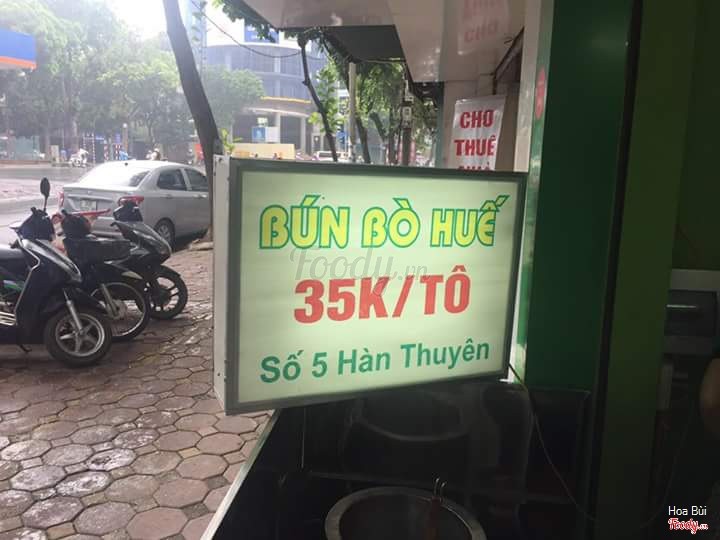 CHO
THUÊ
BÚN BÒ HUẾ
Foody.vn
35K/TÔ
Số 5 Hàn Thuyên
Hoa Bùi
Foody.vn